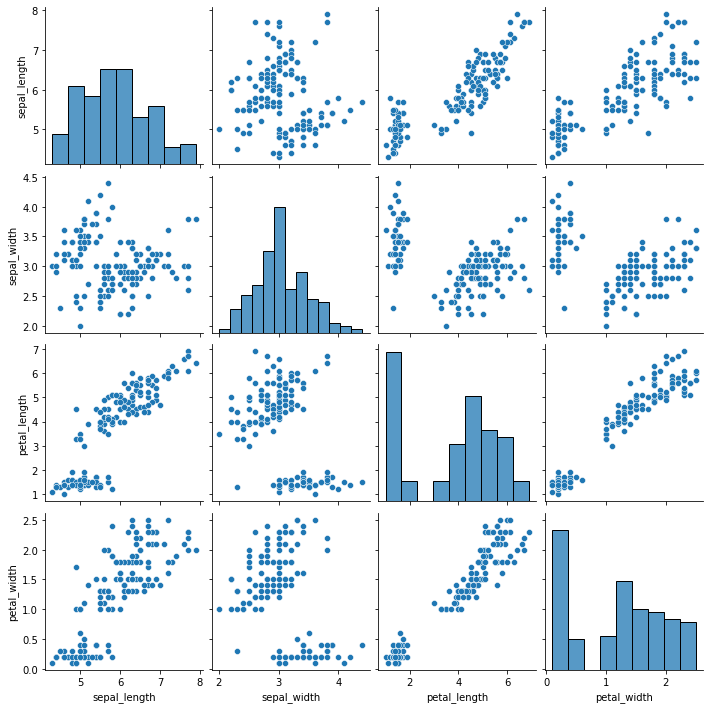 8
7
6
5
sepal_length
4.5
4.0
3.5
3.0
2.5
2.0
sepal_width
7
6
5
4
3
2
1
petal_length
2.5
2.0
1.5
1.0
0.5
0.0
petal_width
5 6 7 8
sepal_length
2 3 4
sepal_width
2 4 6
petal_length
0 1 2
petal_width